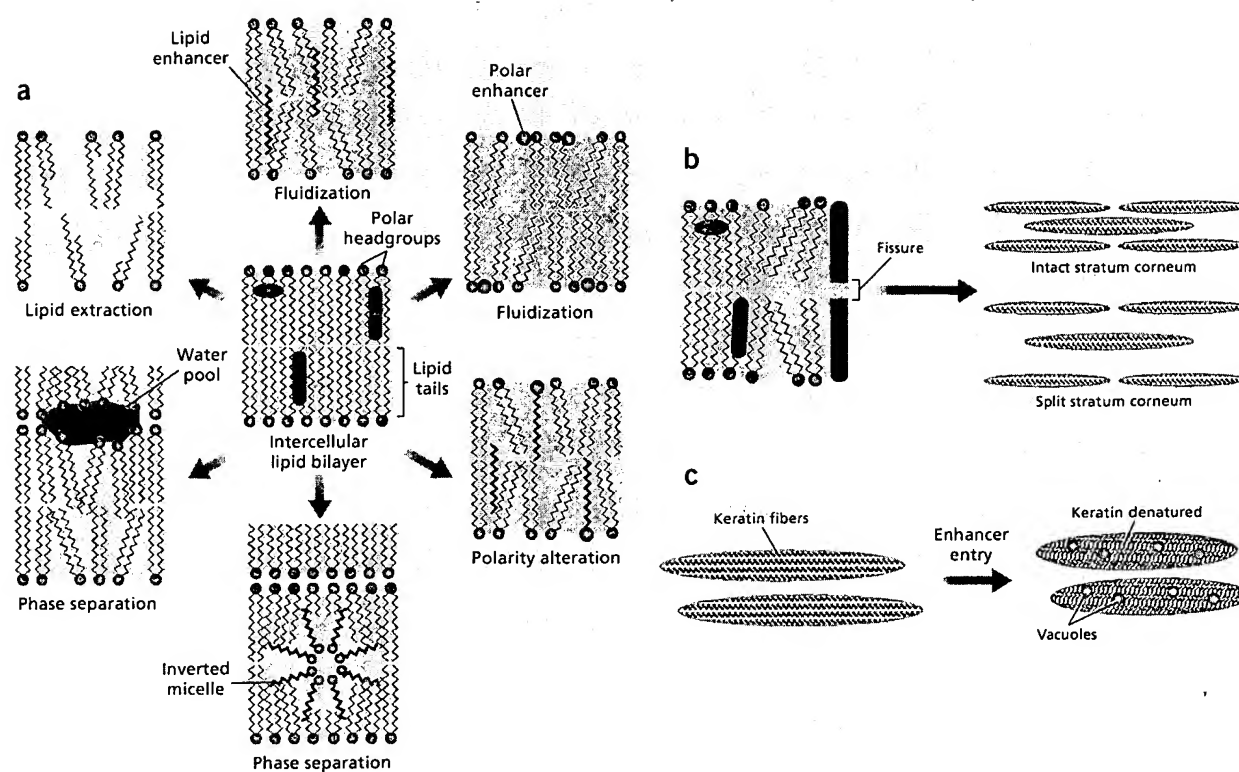 a
Lipid
enhancer
Fluidization
Polar
enhancer
Fluidization
Lipid extraction
Polar
headgroups
Water
pool
Lipid
tails
Intercellular
lipid bilayer
Phase separation
Polarity alteration
Inverted
micelle
Phase separation
b
Fissure
Intact stratum corneum
Split stratum corneum
c
Keratin fibers
Enhancer
entry
Keratin denatured
Vacuoles